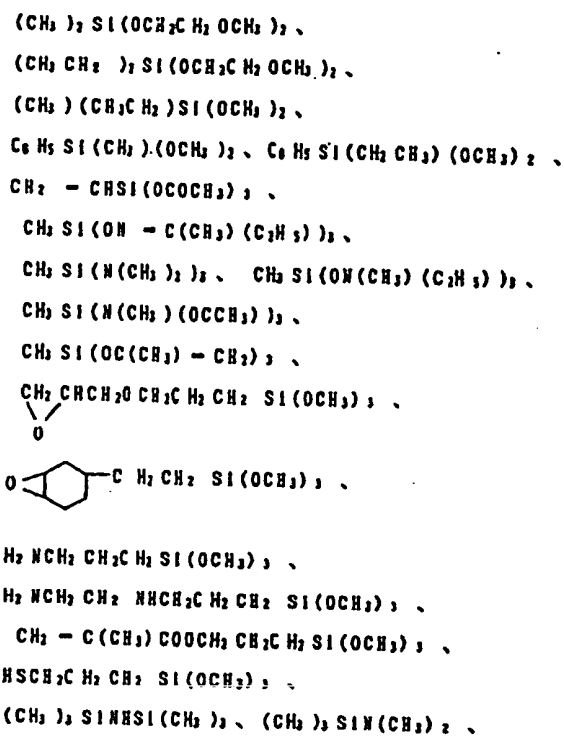 (CH₃)₂Si(OCH₂CH₂OCH₃)₂、
(CH₃CH₂)₂Si(OCH₂CH₂OCH₃)₂、
(CH₃)(CH₃CH₂)Si(OCH₃)₂、
C₆H₅Si(CH₃)(OCH₃)₂、C₆H₅Si(CH₂CH₃)(OCH₃)₂、
CH₂=CHSi(OCOCH₃)₃、
CH₃Si(ON=C(CH₃)(C₂H₅))₃、
CH₃Si(N(CH₃)₂)₃、CH₃Si(ON(CH₃)(C₂H₅))₃、
CH₃Si(N(CH₃)(OCCH₃))₃、
CH₃Si(OC(CH₃)=CH₂)₃、
CH₂CHCH₂OCH₂CH₂CH₂Si(OCH₃)₃、
O
O CH₂CH₂Si(OCH₃)₃、
H₂NCH₂CH₂CH₂Si(OCH₃)₃、
H₂NCH₂CH₂NHCH₂CH₂CH₂Si(OCH₃)₃、
CH₂=C(CH₃)COOCH₂CH₂CH₂Si(OCH₃)₃、
HSCH₂CH₂CH₂Si(OCH₃)₃、
(CH₃)₃SiNHSi(CH₃)₃、(CH₃)₃SiN(CH₃)₂、